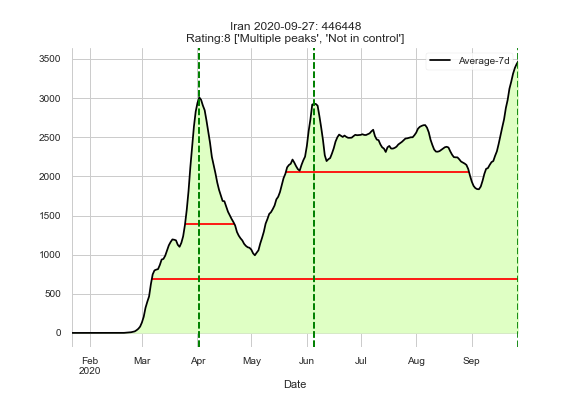 Iran 2020-09-27: 446448
Rating:8 ['Multiple peaks', 'Not in control']
Average-7d
3500
3000
2500
2000
1500
1000
500
0
Feb Mar Apr May Jun Jul Aug Sep
2020
Date